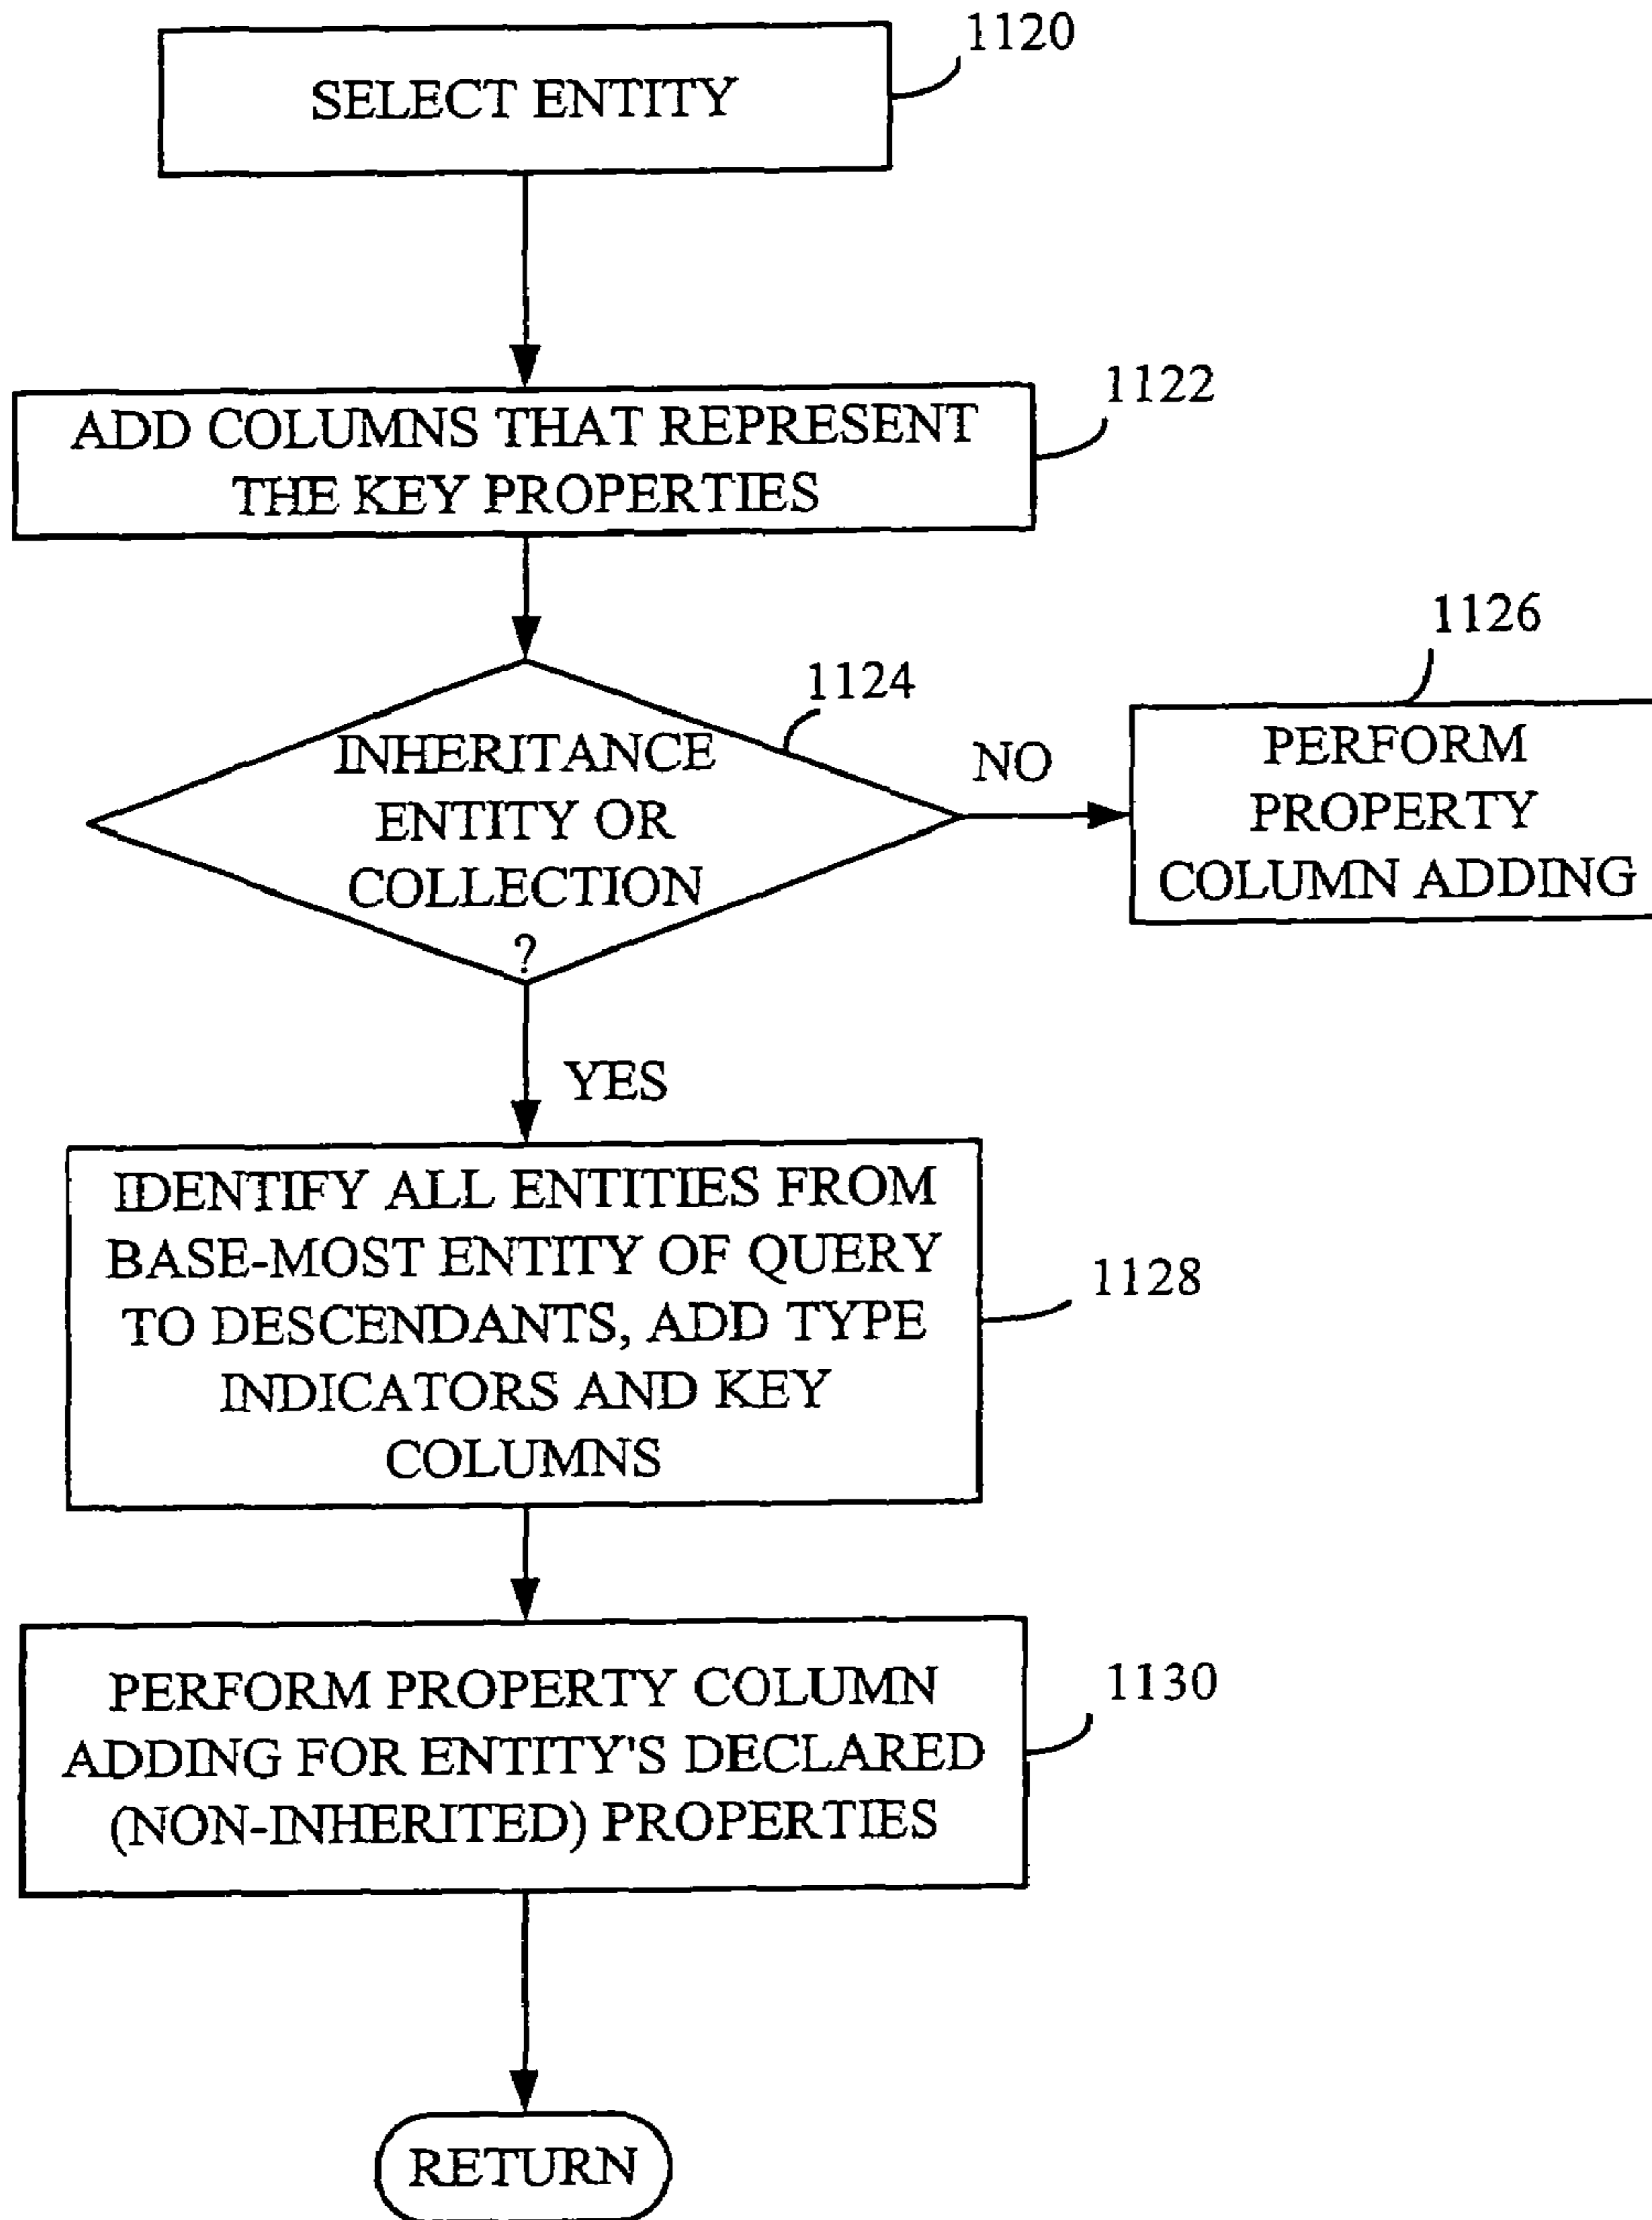 1120
SELECT ENTITY
1122
ADD COLUMNS THAT REPRESENT
THE KEY PROPERTIES
1124
INHERITANCE
ENTITY OR
COLLECTION
?
NO
1126
PERFORM
PROPERTY
COLUMN ADDING
YES
IDENTIFY ALL ENTITIES FROM
BASE-MOST ENTITY OF QUERY
TO DESCENDANTS, ADD TYPE
INDICATORS AND KEY
COLUMNS
1128
PERFORM PROPERTY COLUMN
ADDING FOR ENTITY'S DECLARED
(NON-INHERITED) PROPERTIES
1130
RETURN